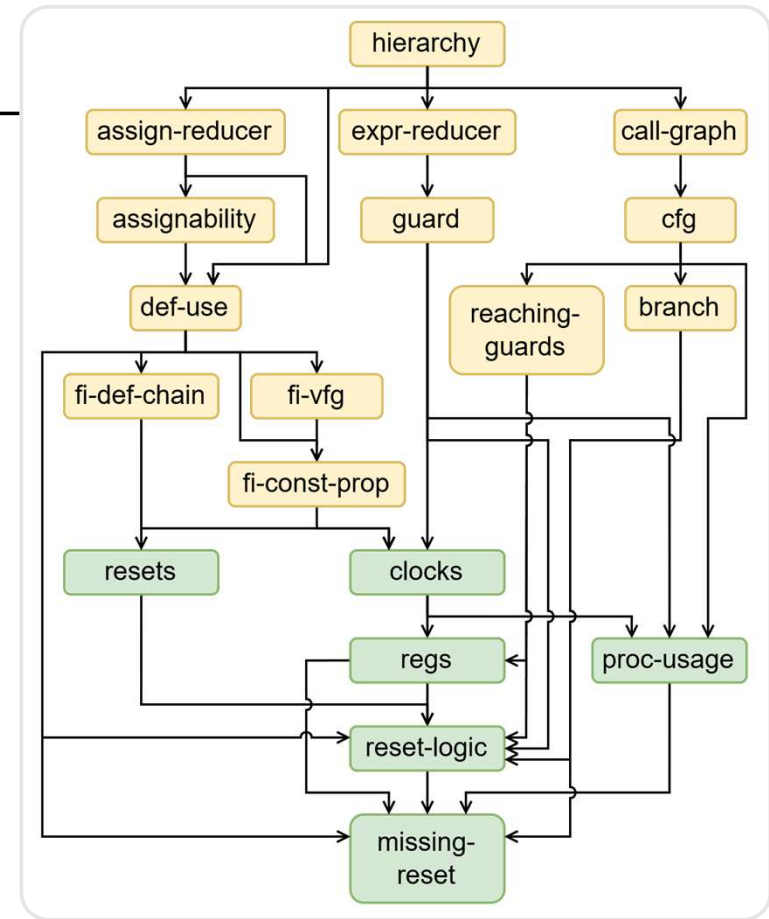 hierarchy
assign-reducer
expr-reducer
call-graph
assignability
guard
cfg
def-use
reaching-
guards
branch
fi-def-chain
fi-vfg
fi-const-prop
resets
clocks
regs
proc-usage
reset-logic
missing-
reset